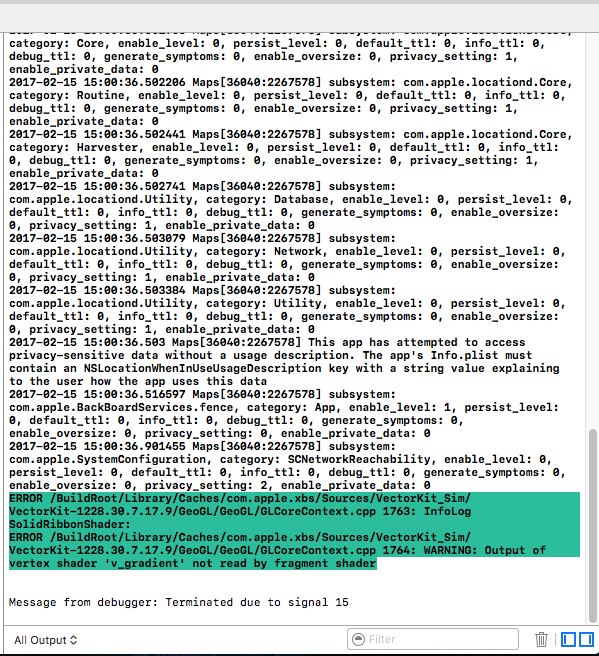 category: Core, enable_level: 0, persist_level: 0, default_ttl: 0, info_ttl: 0,
debug_ttl: 0, generate_symptoms: 0, enable_oversize: 0, privacy_setting: 1,
enable_private_data: 0
2017-02-15 15:00:36.502206 Maps[36040:2267578] subsystem: com.apple.locationd.Core,
category: Routine, enable_level: 0, persist_level: 0, default_ttl: 0, info_ttl: 0,
debug_ttl: 0, generate_symptoms: 0, enable_oversize: 0, privacy_setting: 1,
enable_private_data: 0
2017-02-15 15:00:36.502441 Maps[36040:2267578] subsystem: com.apple.locationd.Core,
category: Harvester, enable_level: 0, persist_level: 0, default_ttl: 0, info_ttl:
0, debug_ttl: 0, generate_symptoms: 0, enable_oversize: 0, privacy_setting: 1,
enable_private_data: 0
2017-02-15 15:00:36.502741 Maps[36040:2267578] subsystem:
com.apple.locationd.Utility, category: Database, enable_level: 0, persist_level: 0,
default_ttl: 0, info_ttl: 0, debug_ttl: 0, generate_symptoms: 0, enable_oversize:
0, privacy_setting: 1, enable_private_data: 0
2017-02-15 15:00:36.503079 Maps[36040:2267578] subsystem:
com.apple.locationd.Utility, category: Network, enable_level: 0, persist_level: 0,
default_ttl: 0, info_ttl: 0, debug_ttl: 0, generate_symptoms: 0, enable_oversize:
0, privacy_setting: 1, enable_private_data: 0
2017-02-15 15:00:36.503384 Maps[36040:2267578] subsystem:
com.apple.locationd.Utility, category: Utility, enable_level: 0, persist_level: 0,
default_ttl: 0, info_ttl: 0, debug_ttl: 0, generate_symptoms: 0, enable_oversize:
0, privacy_setting: 1, enable_private_data: 0
2017-02-15 15:00:36.503 Maps[36040:2267578] This app has attempted to access
privacy-sensitive data without a usage description. The app's Info.plist must
contain an NSLocationWhenInUseUsageDescription key with a string value explaining
to the user how the app uses this data
2017-02-15 15:00:36.516597 Maps[36040:2267578] subsystem:
com.apple.BackBoardServices.fence, category: App, enable_level: 1, persist_level:
0, default_ttl: 0, info_ttl: 0, debug_ttl: 0, generate_symptoms: 0,
enable_oversize: 0, privacy_setting: 0, enable_private_data: 0
2017-02-15 15:00:36.901455 Maps[36040:2267578] subsystem:
com.apple.SystemConfiguration, category: SCNetworkReachability, enable_level: 0,
persist_level: 0, default_ttl: 0, info_ttl: 0, debug_ttl: 0, generate_symptoms: 0,
enable_oversize: 0, privacy_setting: 2, enable_private_data: 0
ERROR /BuildRoot/Library/Caches/com.apple.xbs/Sources/VectorKit_Sim/
VectorKit-1228.30.7.17.9/GeoGL/GeoGL/GLCoreContext.cpp 1763: InfoLog
SolidRibbonShader:
ERROR /BuildRoot/Library/Caches/com.apple.xbs/Sources/VectorKit_Sim/
VectorKit-1228.30.7.17.9/GeoGL/GeoGL/GLCoreContext.cpp 1764: WARNING: Output of
vertex shader 'v_gradient' not read by fragment shader
Message from debugger: Terminated due to signal 15
All Output
Filter